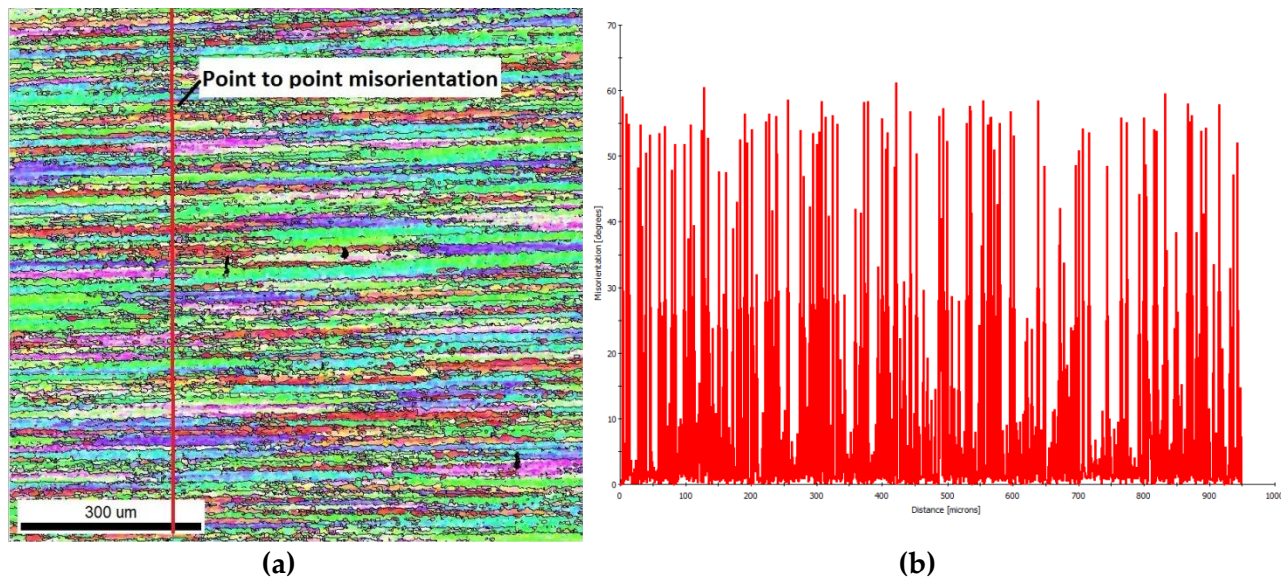 Point to point misorientation
300 um
(a)
70
60
50
40
30
20
10
0
Misorientation [degrees]
0 100 200 300 400 500 600 700 800 900 1000
Distance [microns]
(b)